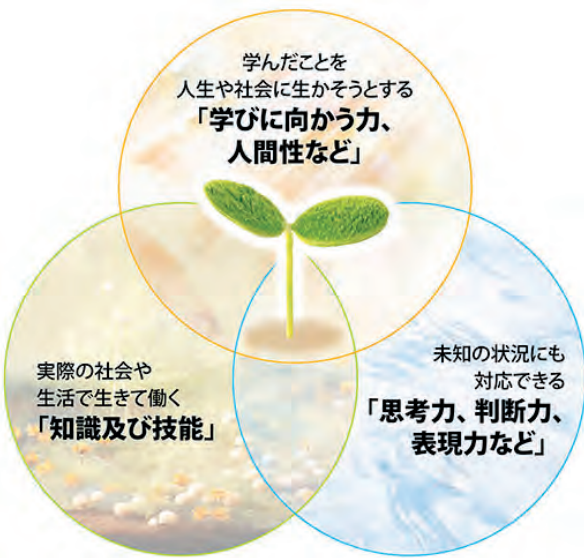 学んだことを
人生や社会に生かそうとする
「学びに向かう力、
人間性など」
実際の社会や
生活で生きて働く
「知識及び技能」
未知の状況にも
対応できる
「思考力、判断力、
表現力など」